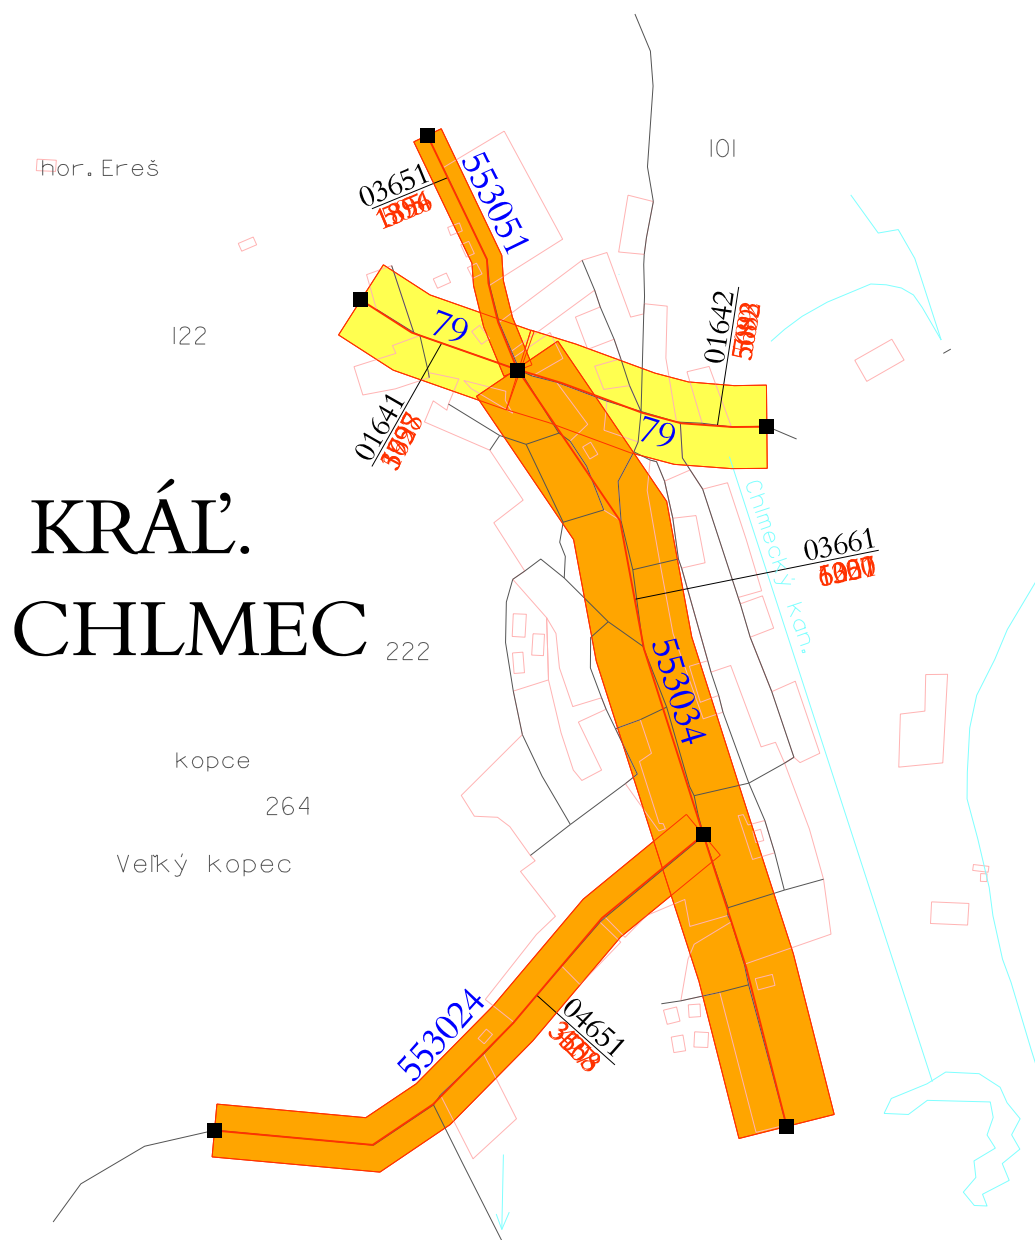 hor. Ereš
101
03651
553051
122
79
01642
01641
79
KRÁĽ.
CHLMEC
Chlmecký kan.
03661
222
553034
kopce
264
Veľký kopec
553024
04651